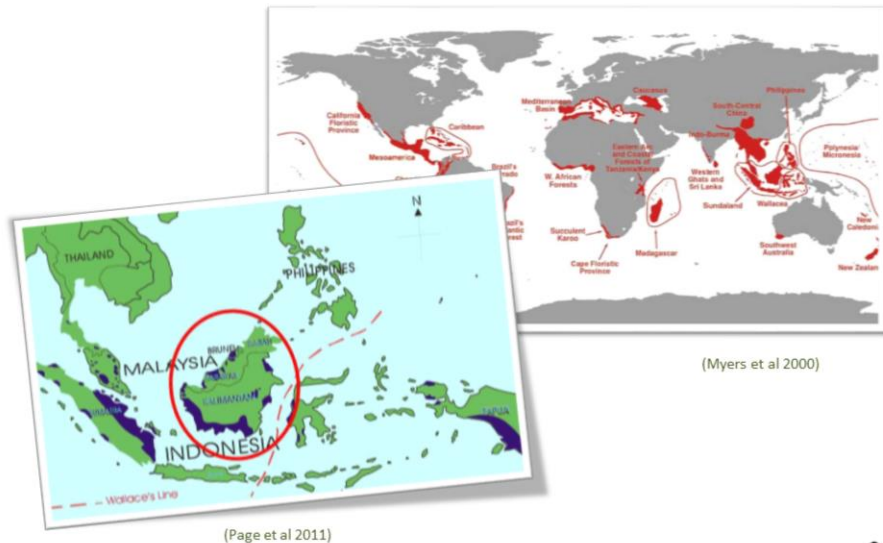 California
Floristic
Province
Mesoamerica
Caribbean
Caucasus
Mediterranean
Basin
South-Central
China
Philippines
Indo-Burma
Eastern Arc
and Coastal
Forests of
Tanzania/Kenya
W. African
Forests
Western
Ghats and
Sri Lanka
Polynesia/
Micronesia
Sundaland
Wallacea
New
Caledoni
Succulent
Karoo
Cape Floristic
Province
Madagascar
Southwest
Australia
New Zealan
Brazil's
(Myers et al 2000)
N
THAILAND
PHILIPPINES
BRUNEI
SABAH
MALAYSIA
KALIMANTAN
PAPUA
INDONESIA
Wallace's Line
(Page et al 2011)